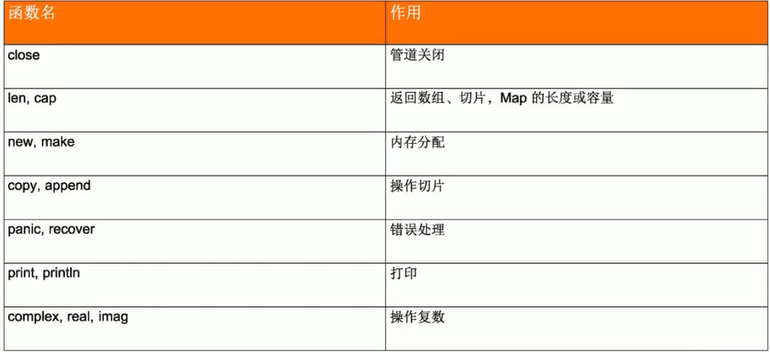 函数名 作用
close 管道关闭
len, cap 返回数组、切片，Map 的长度或容量
new, make 内存分配
copy, append 操作切片
panic, recover 错误处理
print, println 打印
complex, real, imag 操作复数